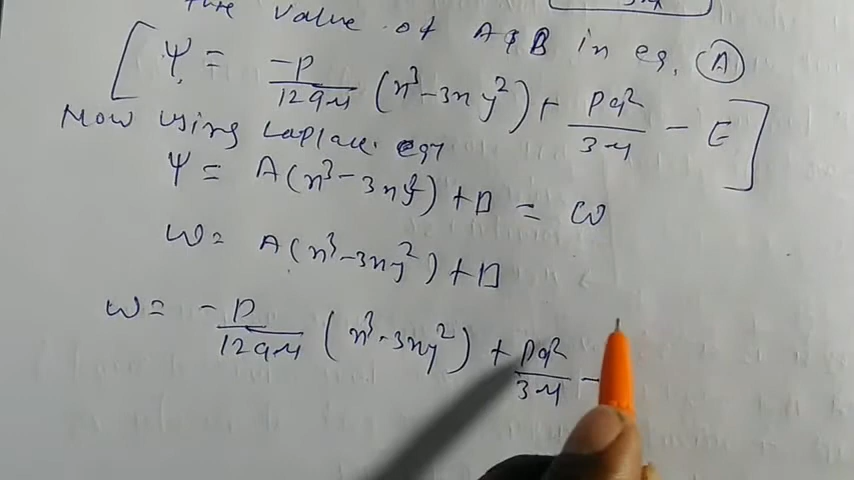 the value of A & B in eq. Ⓐ
[ψ = -P/12aμ (x³ - 3xy²) + Pa²/3μ - E]
Now using Laplace eqn
ψ = A(x³ - 3xy²) + D = ω
ω = A(x³ - 3xy²) + D
ω = -P/12aμ (x³ - 3xy²) + Pa²/3μ -